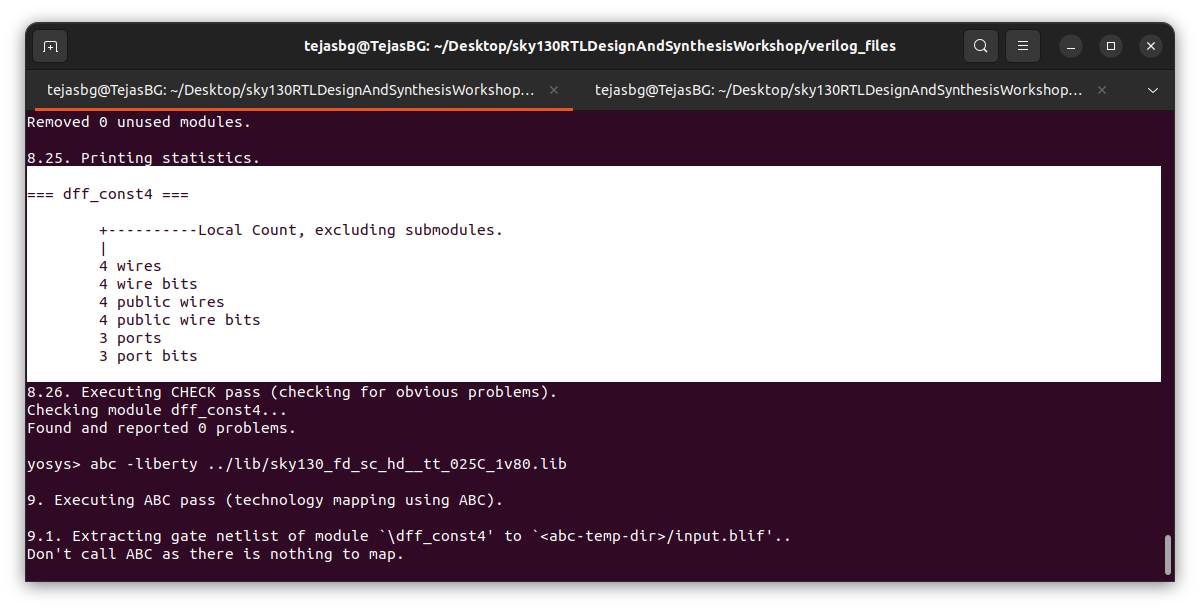 tejasbg@TejasBG: ~/Desktop/sky130RTLDesignAndSynthesisWorkshop/verilog_files
tejasbg@TejasBG: ~/Desktop/sky130RTLDesignAndSynthesisWorkshop...
tejasbg@TejasBG: ~/Desktop/sky130RTLDesignAndSynthesisWorkshop...
Removed 0 unused modules.
8.25. Printing statistics.
=== dff_const4 ===
+----------Local Count, excluding submodules.
|
4 wires
4 wire bits
4 public wires
4 public wire bits
3 ports
3 port bits
8.26. Executing CHECK pass (checking for obvious problems).
Checking module dff_const4...
Found and reported 0 problems.
yosys> abc -liberty ../lib/sky130_fd_sc_hd__tt_025C_1v80.lib
9. Executing ABC pass (technology mapping using ABC).
9.1. Extracting gate netlist of module `\dff_const4' to `<abc-temp-dir>/input.blif'..
Don't call ABC as there is nothing to map.